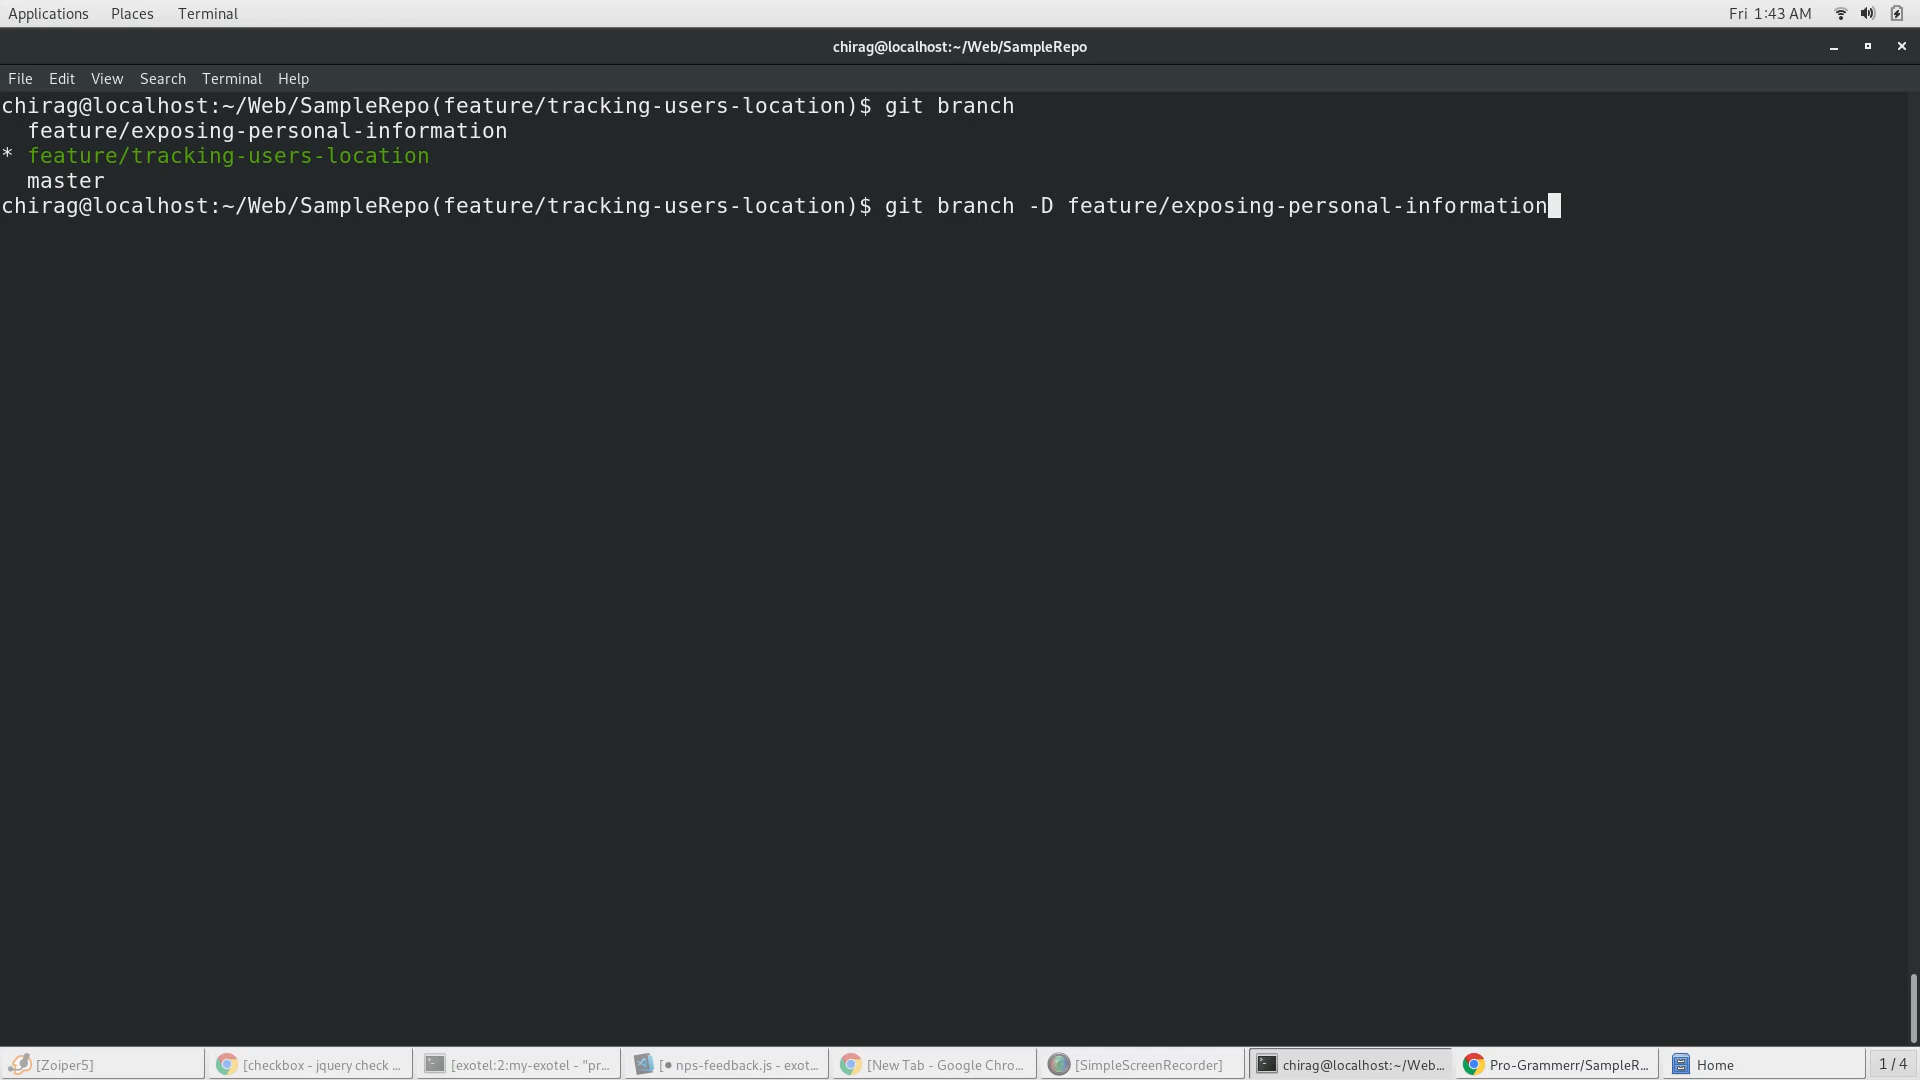 Applications Places Terminal Fri 1:43 AM
chirag@localhost:~/Web/SampleRepo
File Edit View Search Terminal Help
chirag@localhost:~/Web/SampleRepo(feature/tracking-users-location)$ git branch
  feature/exposing-personal-information
* feature/tracking-users-location
  master
chirag@localhost:~/Web/SampleRepo(feature/tracking-users-location)$ git branch -D feature/exposing-personal-information
[Zoiper5] [checkbox - jquery check ... [exotel:2:my-exotel - "pr... [• nps-feedback.js - exot... [New Tab - Google Chro... [SimpleScreenRecorder] chirag@localhost:~/Web... Pro-Grammerr/SampleR... Home 1 / 4